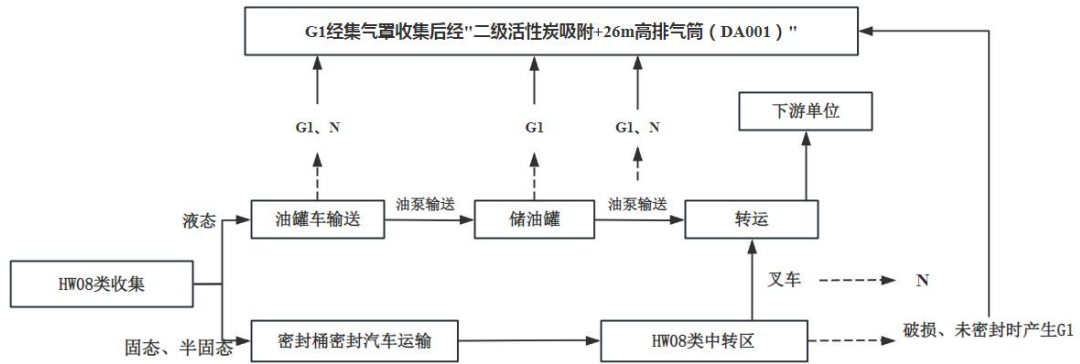 G1经集气罩收集后经"二级活性炭吸附+26m高排气筒（DA001）"
下游单位
G1、N
G1
G1、N
液态
油罐车输送
油泵输送
储油罐
油泵输送
转运
HW08类收集
叉车
N
固态、半固态
密封桶密封汽车运输
HW08类中转区
破损、未密封时产生G1